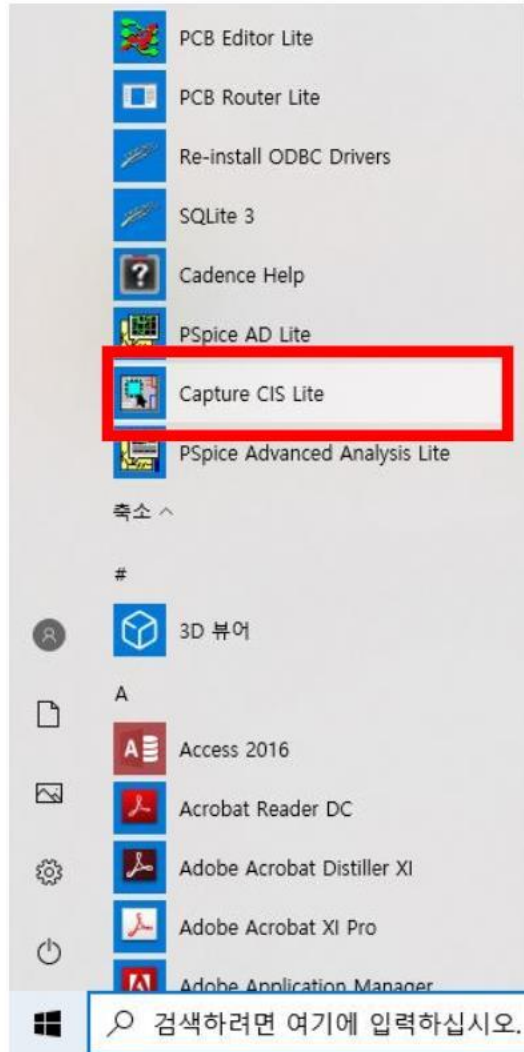 PCB Editor Lite
PCB Router Lite
Re-install ODBC Drivers
SQLite 3
Cadence Help
PSpice AD Lite
Capture CIS Lite
PSpice Advanced Analysis Lite
축소
#
3D 뷰어
A
Access 2016
Acrobat Reader DC
Adobe Acrobat Distiller XI
Adobe Acrobat XI Pro
Adobe Application Manager
검색하려면 여기에 입력하십시오.